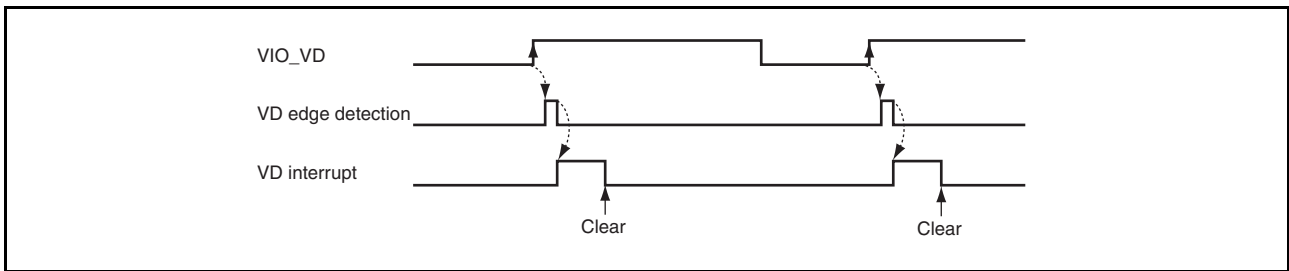 VIO_VD
VD edge detection
VD interrupt
Clear
Clear